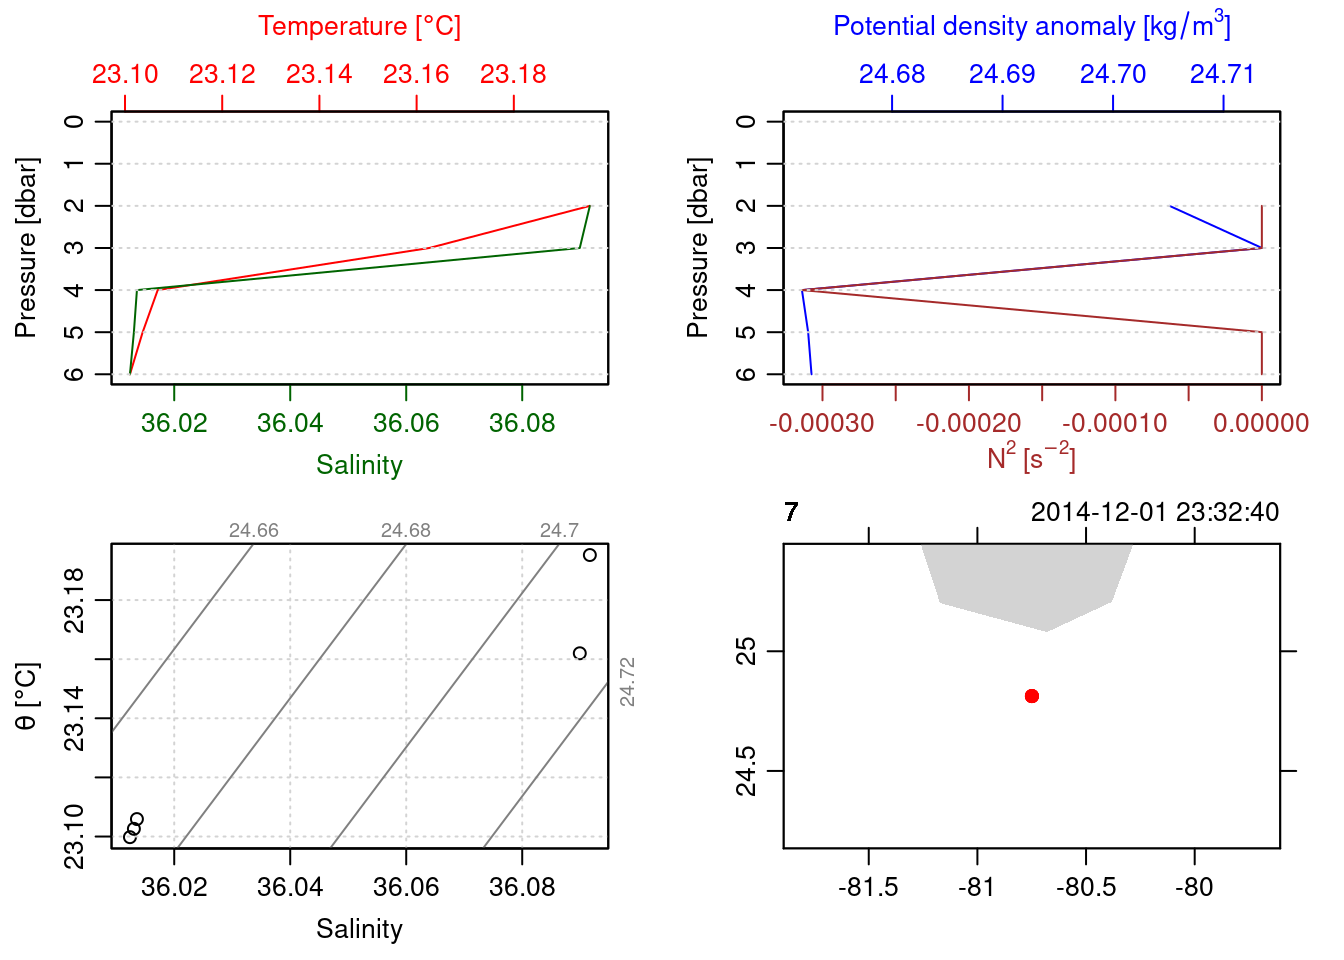 Temperature [°C]
23.10 23.12 23.14 23.16 23.18
Pressure [dbar]
0
1
2
3
4
5
6
36.02 36.04 36.06 36.08
Salinity
Potential density anomaly [kg/m³]
24.68 24.69 24.70 24.71
Pressure [dbar]
0
1
2
3
4
5
6
-0.00030 -0.00020 -0.00010 0.00000
N² [s⁻²]
24.66 24.68 24.7
24.72
θ [°C]
23.18
23.14
23.10
36.02 36.04 36.06 36.08
Salinity
7 2014-12-01 23:32:40
25
24.5
-81.5 -81 -80.5 -80